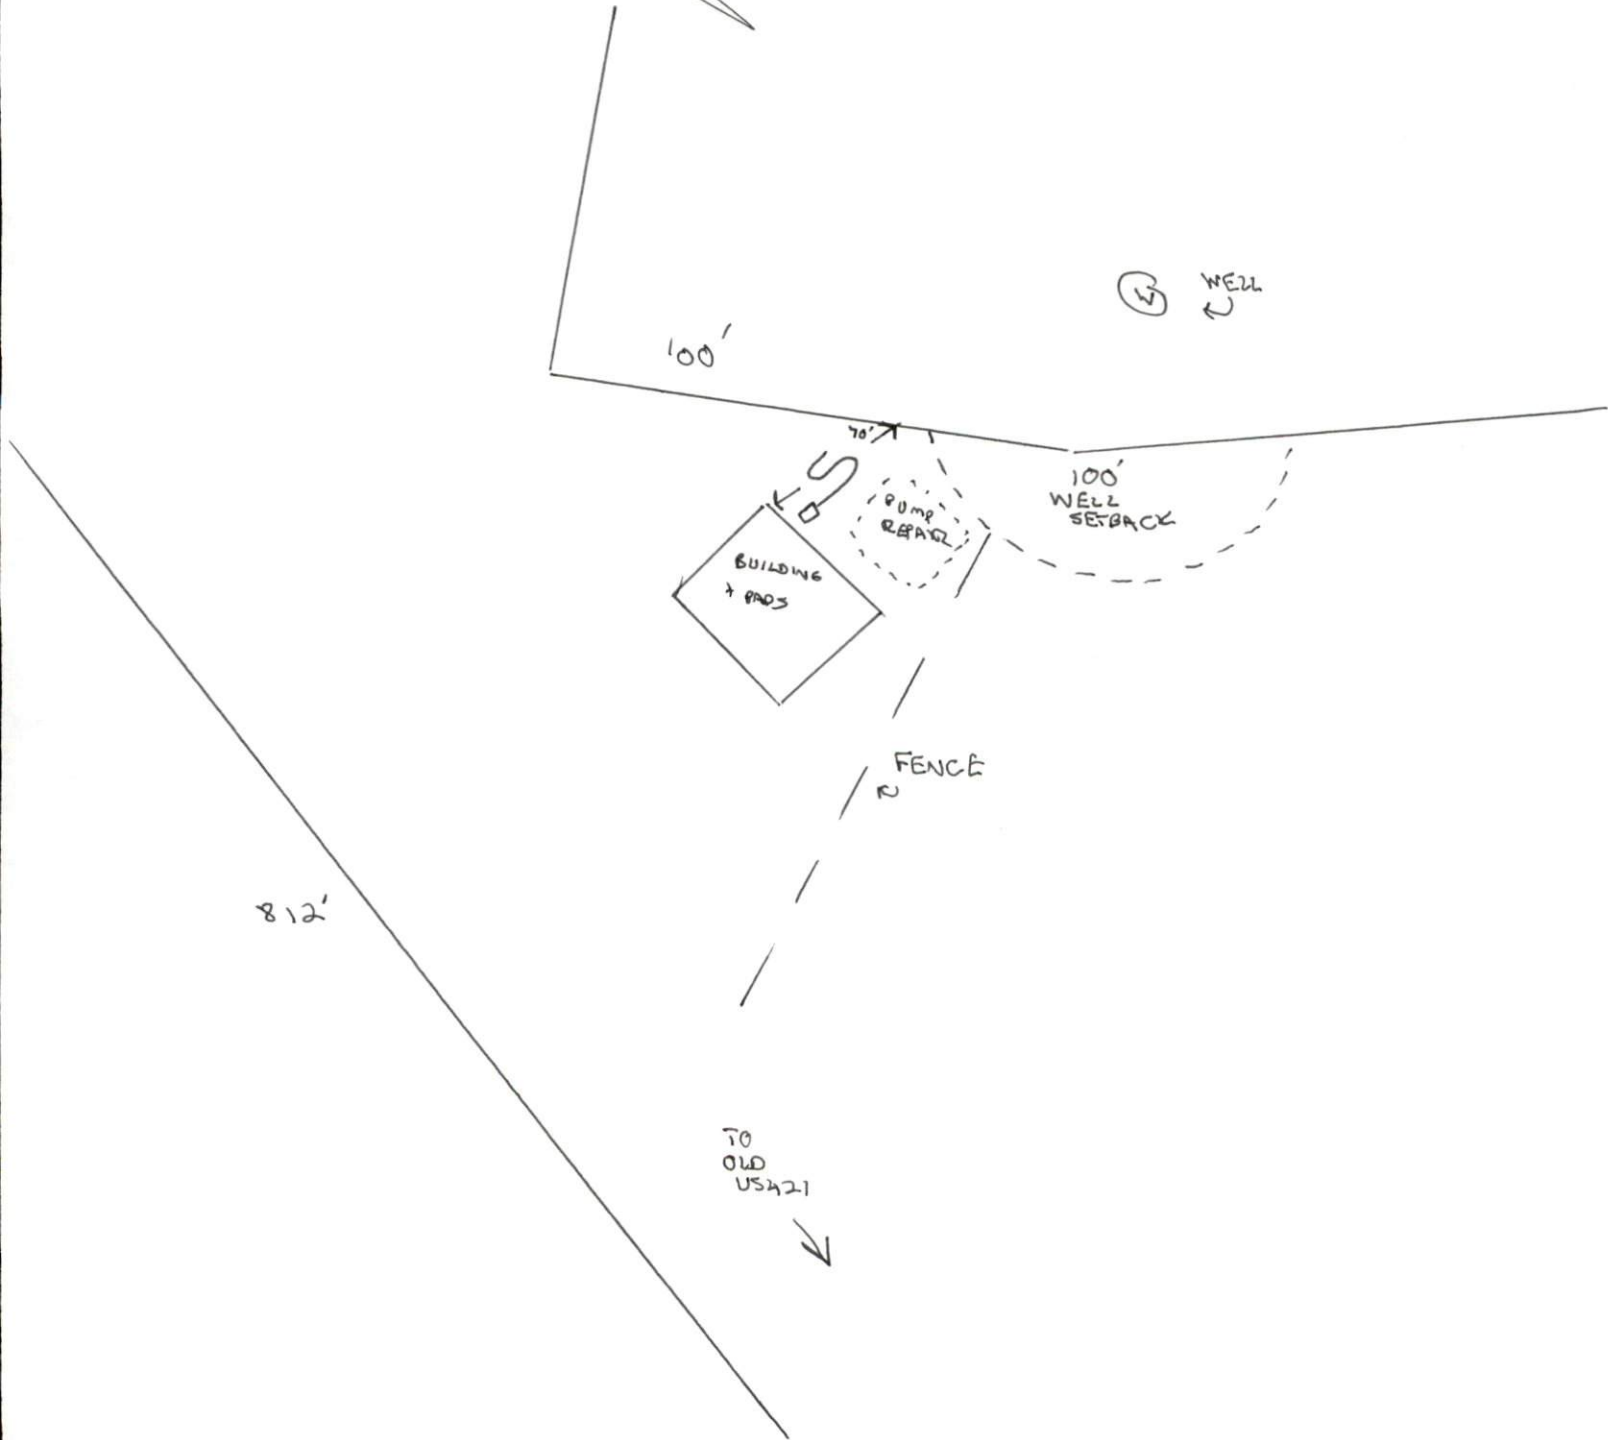 W
WELL
100'
70'
100'
WELL
SETBACK
PUMP
REPAIR
BUILDING
+ PADS
FENCE
812'
TO
OLD
US421